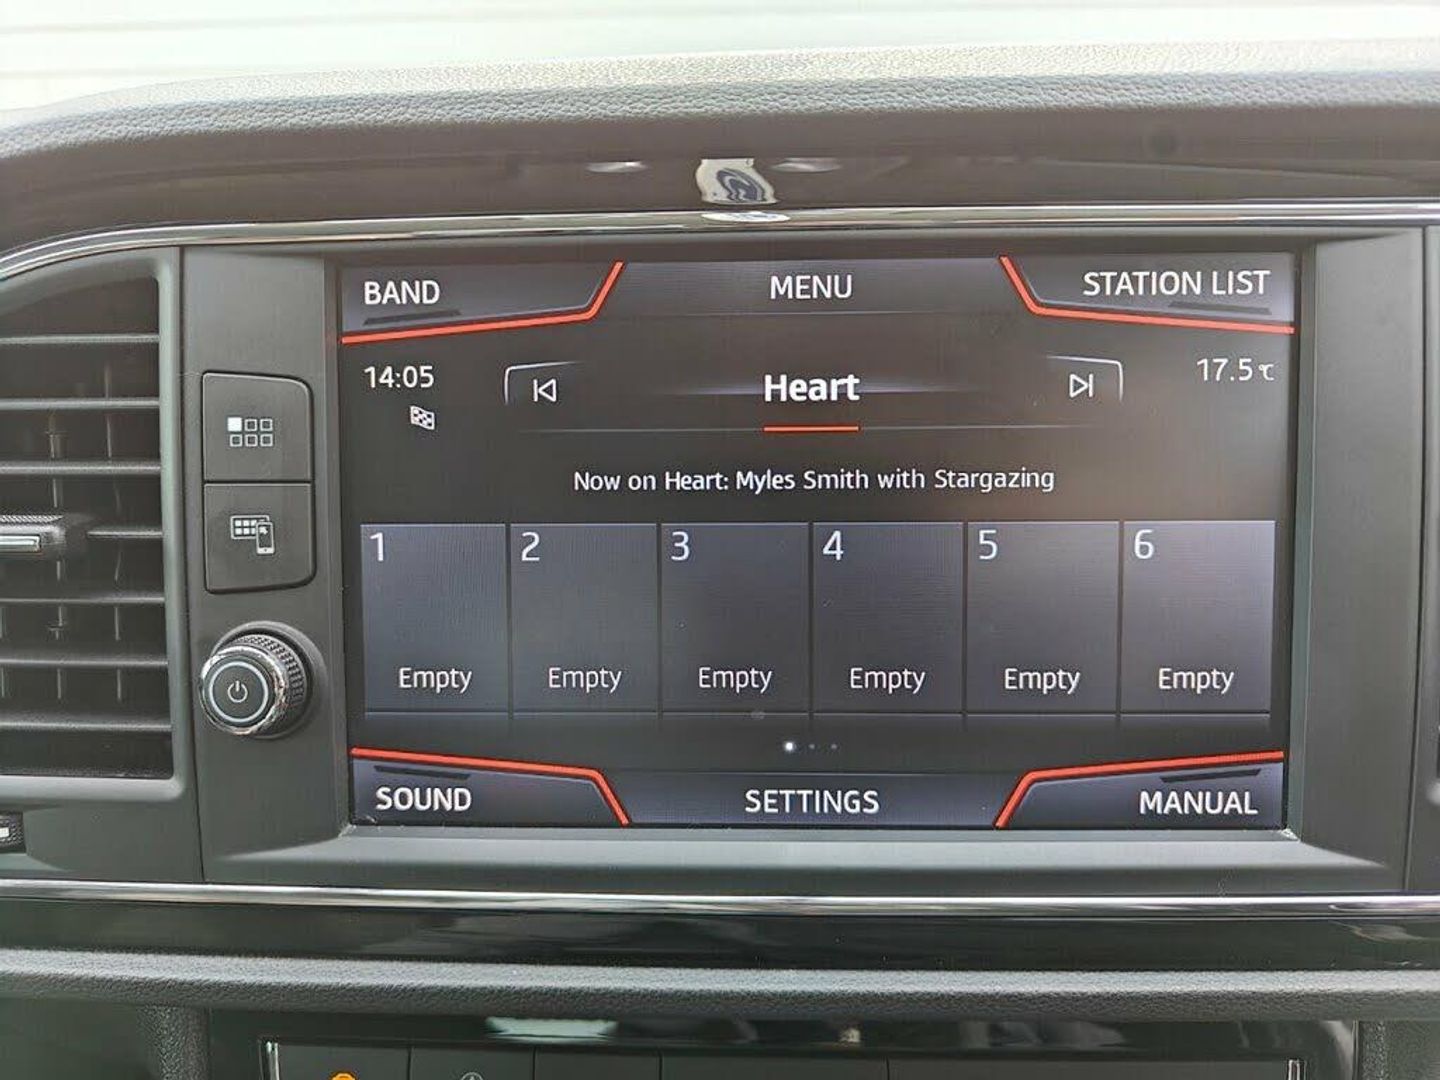 BAND MENU STATION LIST
14:05 Heart 17.5℃
Now on Heart: Myles Smith with Stargazing
1 2 3 4 5 6
Empty Empty Empty Empty Empty Empty
SOUND SETTINGS MANUAL